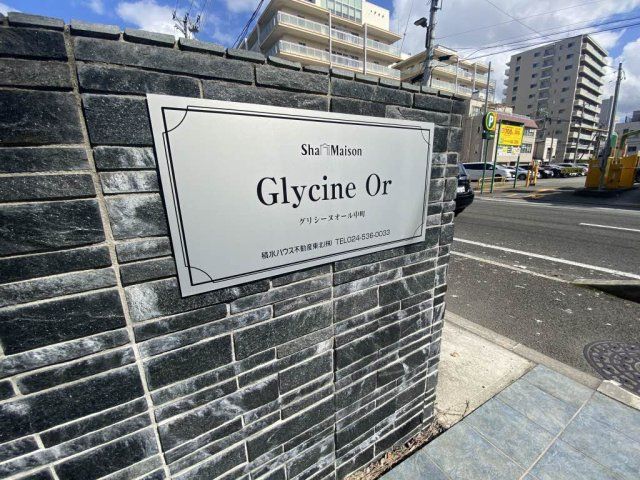 Sha Maison
Glycine Or
グリシーヌオール中町
積水ハウス不動産東北(株) TEL024-536-0033
P